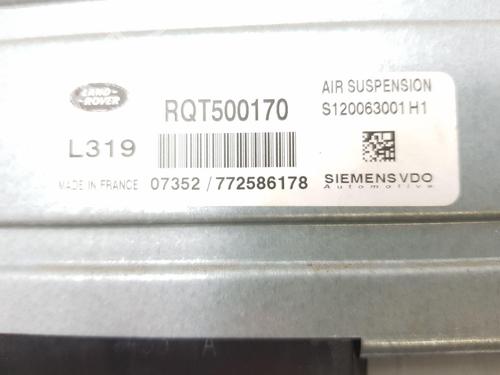 LAND-
ROVER
RQT500170
AIR SUSPENSION
S120063001H1
L319
MADE IN FRANCE
07352 / 772586178
SIEMENS VDO
Automotive